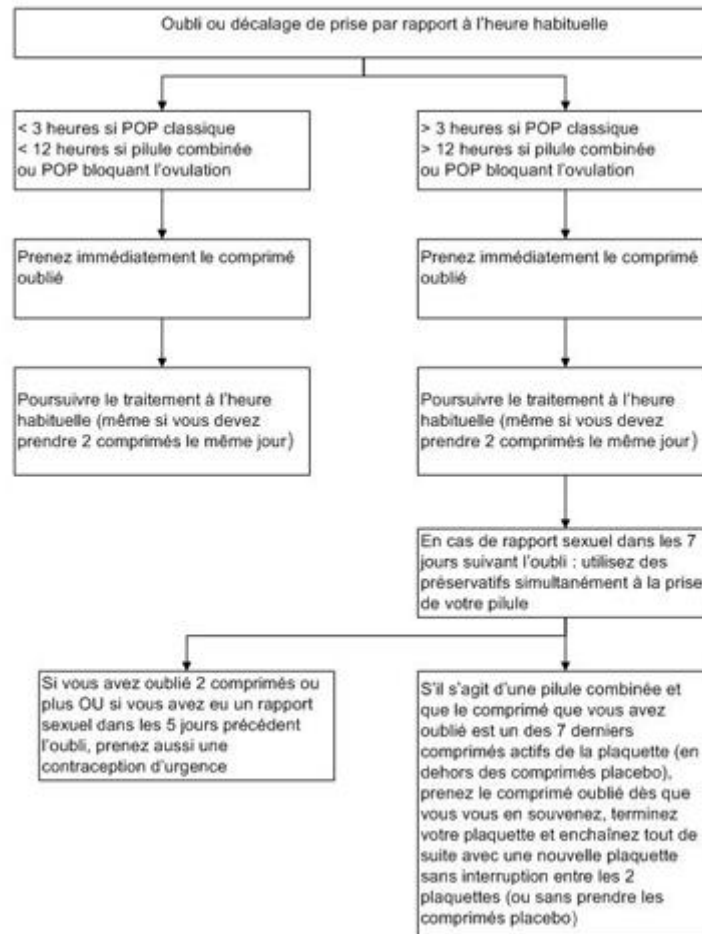 Oubli ou décalage de prise par rapport à l'heure habituelle
< 3 heures si POP classique
< 12 heures si pilule combinée
ou POP bloquant l'ovulation
> 3 heures si POP classique
> 12 heures si pilule combinée
ou POP bloquant l'ovulation
Prenez immédiatement le comprimé
oublié
Prenez immédiatement le comprimé
oublié
Poursuivre le traitement à l'heure
habituelle (même si vous devez
prendre 2 comprimés le même jour)
Poursuivre le traitement à l'heure
habituelle (même si vous devez
prendre 2 comprimés le même jour)
En cas de rapport sexuel dans les 7
jours suivant l'oubli : utilisez des
préservatifs simultanément à la prise
de votre pilule
Si vous avez oublié 2 comprimés ou
plus OU si vous avez eu un rapport
sexuel dans les 5 jours précédent
l'oubli, prenez aussi une
contraception d'urgence
S'il s'agit d'une pilule combinée et
que le comprimé que vous avez
oublié est un des 7 derniers
comprimés actifs de la plaquette (en
dehors des comprimés placebo),
prenez le comprimé oublié dès que
vous vous en souvenez, terminez
votre plaquette et enchaînez tout de
suite avec une nouvelle plaquette
sans interruption entre les 2
plaquettes (ou sans prendre les
comprimés placebo)